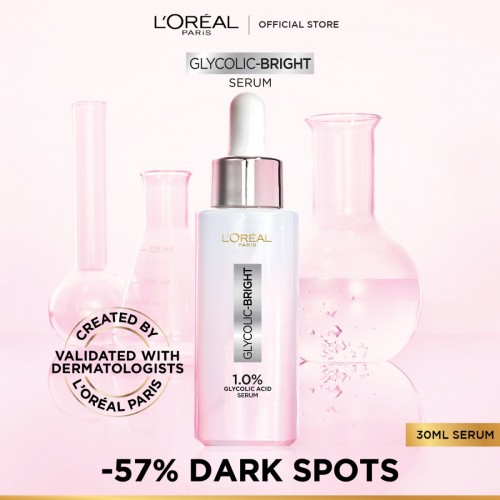 L'ORÉAL
PARIS
OFFICIAL STORE
GLYCOLIC-BRIGHT
SERUM
L'ORÉAL
PARIS
GLYCOLIC-BRIGHT
1.0%
GLYCOLIC ACID
SERUM
CREATED BY
VALIDATED WITH
DERMATOLOGISTS
L'ORÉAL PARIS
30ML SERUM
-57% DARK SPOTS